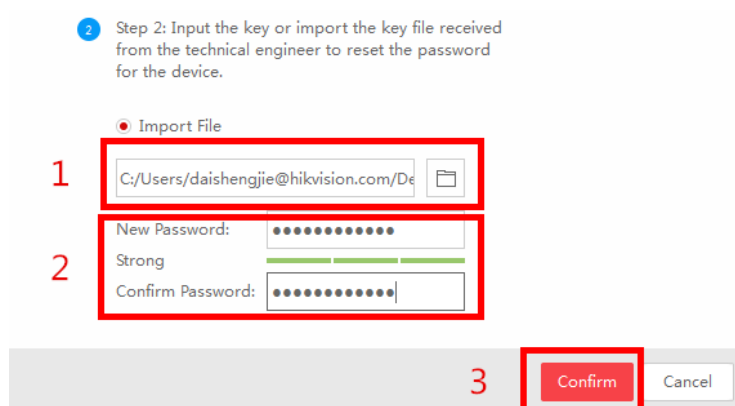 2
Step 2: Input the key or import the key file received
from the technical engineer to reset the password
for the device.
Import File
1
C:/Users/daishengjie@hikvision.com/De
2
New Password: ●●●●●●●●●●●●
Strong
Confirm Password: ●●●●●●●●●●●●
3
Confirm Cancel